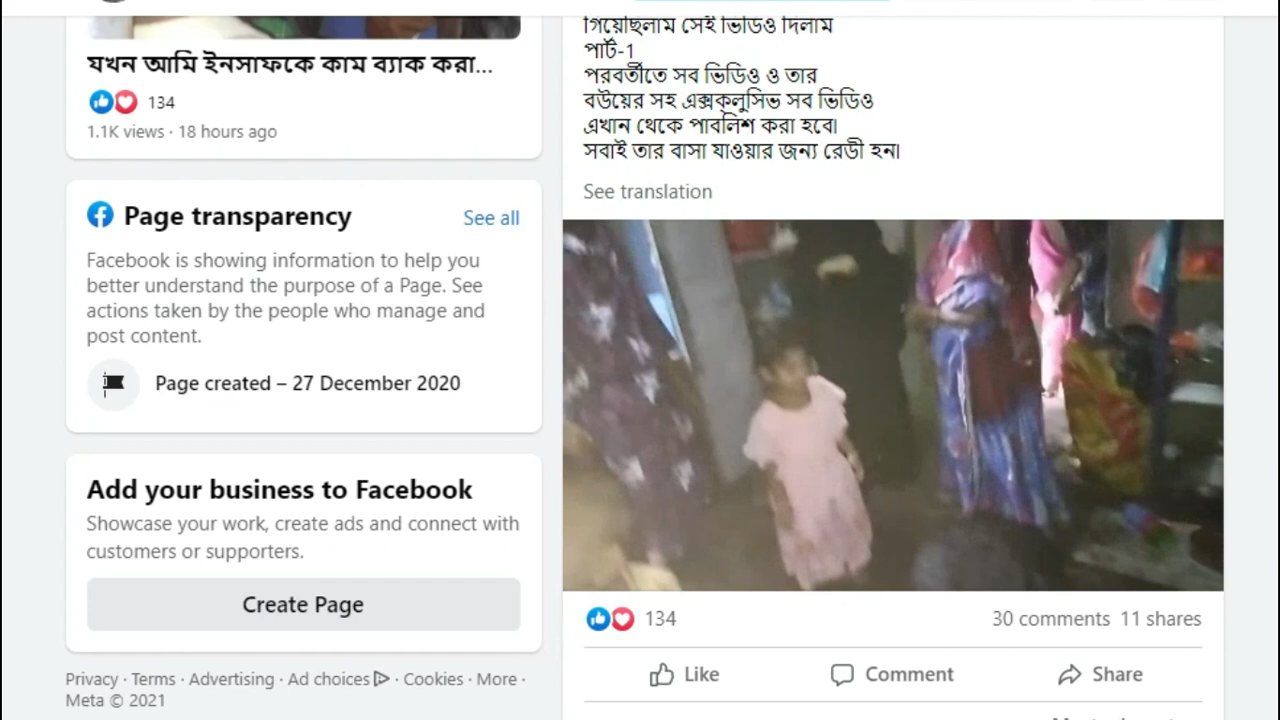 যখন আমি ইনসাফকে কাম ব্যাক করা...
134
1.1K views · 18 hours ago
Page transparency
See all
Facebook is showing information to help you
better understand the purpose of a Page. See
actions taken by the people who manage and
post content.
Page created – 27 December 2020
Add your business to Facebook
Showcase your work, create ads and connect with
customers or supporters.
Create Page
Privacy · Terms · Advertising · Ad choices · Cookies · More ·
Meta © 2021
গিয়েছিলাম সেই ভিডিও দিলাম
পার্ট-1
পরবর্তীতে সব ভিডিও ও তার
বউয়ের সহ এক্সক্লুসিভ সব ভিডিও
এখান থেকে পাবলিশ করা হবে।
সবাই তার বাসা যাওয়ার জন্য রেডী হন।
See translation
134
30 comments 11 shares
Like
Comment
Share